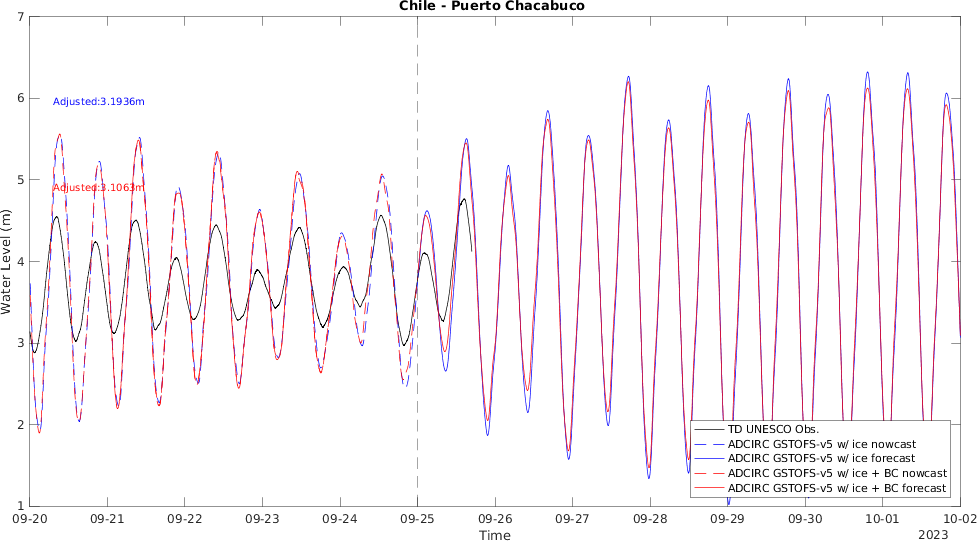 Chile - Puerto Chacabuco
7
6
5
4
3
2
1
Water Level (m)
Adjusted:3.1936m
Adjusted:3.1063m
TD UNESCO Obs.
ADCIRC GSTOFS-v5 w/ ice nowcast
ADCIRC GSTOFS-v5 w/ ice forecast
ADCIRC GSTOFS-v5 w/ ice + BC nowcast
ADCIRC GSTOFS-v5 w/ ice + BC forecast
09-20 09-21 09-22 09-23 09-24 09-25 09-26 09-27 09-28 09-29 09-30 10-01 10-02
Time
2023